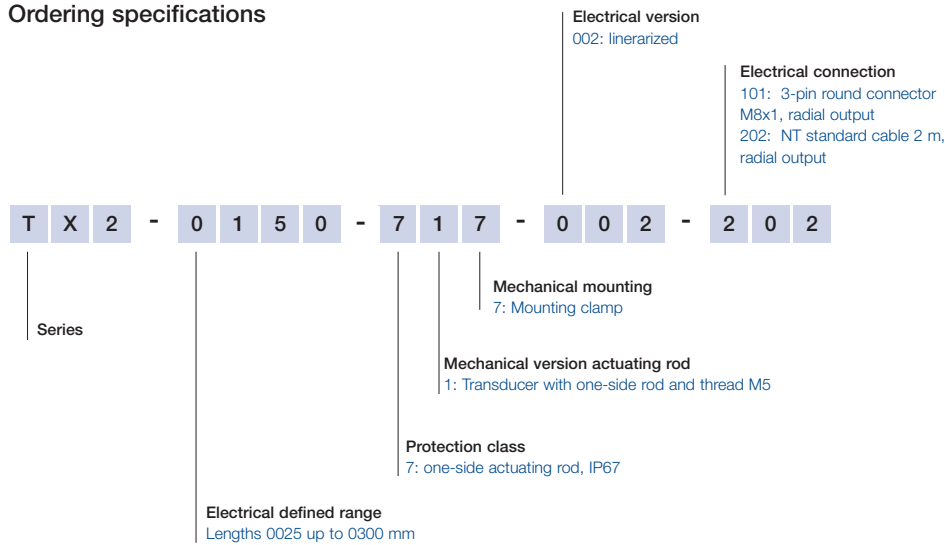 Ordering specifications
Electrical version
002: linerarized
Electrical connection
101: 3-pin round connector
M8x1, radial output
202: NT standard cable 2 m,
radial output
T X 2 - 0 1 5 0 - 7 1 7 - 0 0 2 - 2 0 2
Mechanical mounting
7: Mounting clamp
Series
Mechanical version actuating rod
1: Transducer with one-side rod and thread M5
Protection class
7: one-side actuating rod, IP67
Electrical defined range
Lengths 0025 up to 0300 mm